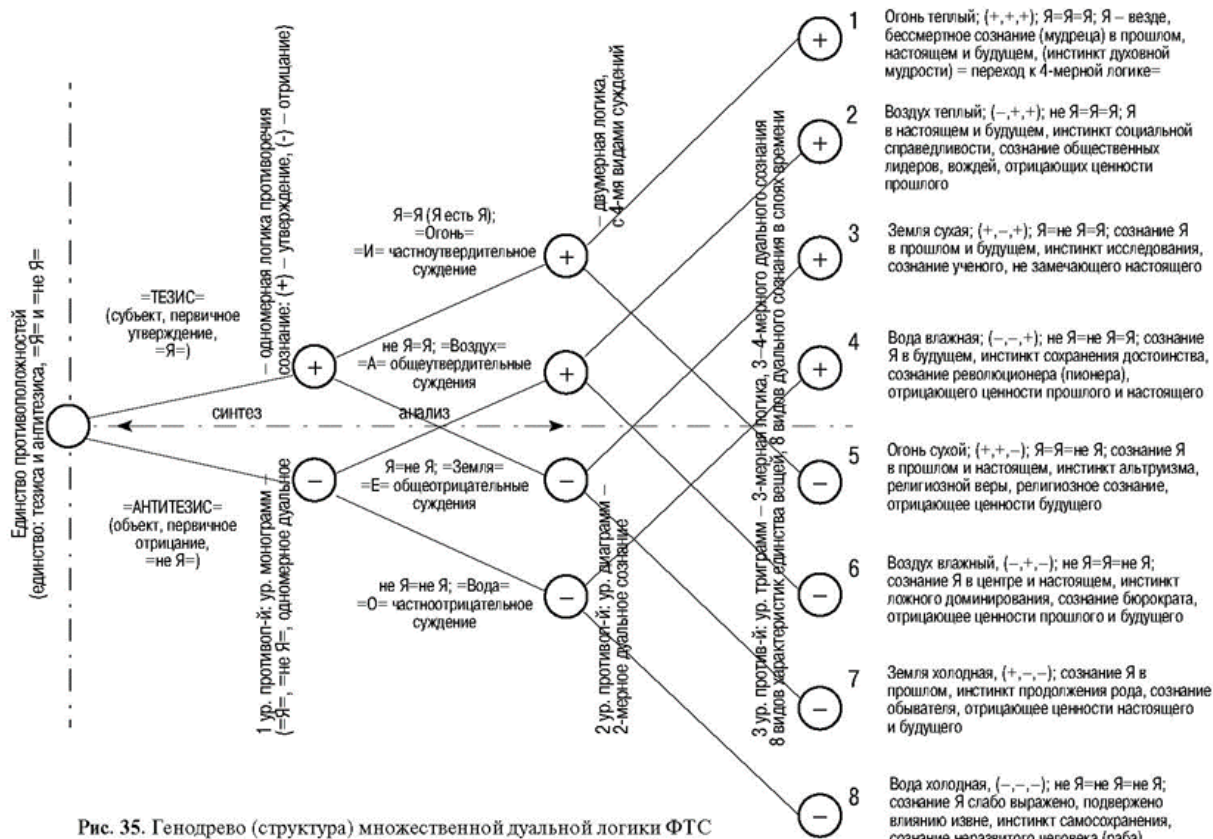 Единство противоположностей
(единство: тезиса и антитезиса, =Я= и =не Я=
=ТЕЗИС=
(субъект, первичное
утверждение,
=Я=)
синтез
=АНТИТЕЗИС=
(объект, первичное
отрицание,
=не Я=)
– одномерная логика противоречия
сознание: (+) – утверждение, (-) – отрицание)
+
−
1 ур. противоп-й: ур. монограмм –
(=Я=, =не Я=, одномерное дуальное
Я=Я (Я есть Я);
=Огонь=
=И= частноутвердительное
суждение
не Я=Я; =Воздух=
=А= общеутвердительные
суждения
анализ
Я=не Я; =Земля=
=Е= общеотрицательные
суждения
не Я=не Я; =Вода=
=О= частноотрицательное
суждение
– двумерная логика,
с 4-мя видами суждений
+
+
−
−
2 ур. противоп-й: ур. диаграмм –
2-мерное дуальное сознание
3 ур. против-й: ур. триграмм – 3-мерная логика, 3–4-мерного дуального сознания
8 видов характеристик единства вещей, 8 видов дуального сознания в слоях времени
+
1
Огонь теплый; (+,+,+); Я=Я=Я; Я – везде,
бессмертное сознание (мудреца) в прошлом,
настоящем и будущем, (инстинкт духовной
мудрости) = переход к 4-мерной логике=
+
2
Воздух теплый; (−,+,+); не Я=Я=Я; Я
в настоящем и будущем, инстинкт социальной
справедливости, сознание общественных
лидеров, вождей, отрицающих ценности
прошлого
+
3
Земля сухая; (+,−,+); Я=не Я=Я; сознание Я
в прошлом и будущем, инстинкт исследования,
сознание ученого, не замечающего настоящего
+
4
Вода влажная; (−,−,+); не Я=не Я=Я; сознание
Я в будущем, инстинкт сохранения достоинства,
сознание революционера (пионера),
отрицающего ценности прошлого и настоящего
−
5
Огонь сухой; (+,+,−); Я=Я=не Я; сознание Я
в прошлом и настоящем, инстинкт альтруизма,
религиозной веры, религиозное сознание,
отрицающее ценности будущего
−
6
Воздух влажный, (−,+,−); не Я=Я=не Я;
сознание Я в центре и настоящем, инстинкт
ложного доминирования, сознание бюрократа,
отрицающее ценности прошлого и будущего
−
7
Земля холодная, (+,−,−); сознание Я в
прошлом, инстинкт продолжения рода, сознание
обывателя, отрицающее ценности настоящего
и будущего
−
8
Вода холодная, (−,−,−); не Я=не Я=не Я;
сознание Я слабо выражено, подвержено
влиянию извне, инстинкт самосохранения,
сознание неразвитого человека (раба)
Рис. 35. Генодрево (структура) множественной дуальной логики ФТС